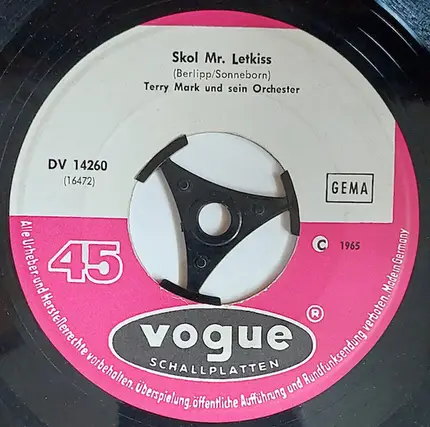 Skol Mr. Letkiss
(Berlipp/Sonneborn)
Terry Mark und sein Orchester
DV 14260
(16472)
GEMA
C 1965
45
vogue ®
SCHALLPLATTEN
Alle Urheber- und Herstellerrechte vorbehalten. Überspielung, öffentliche Aufführung und Rundfunksendung verboten. Made in Germany